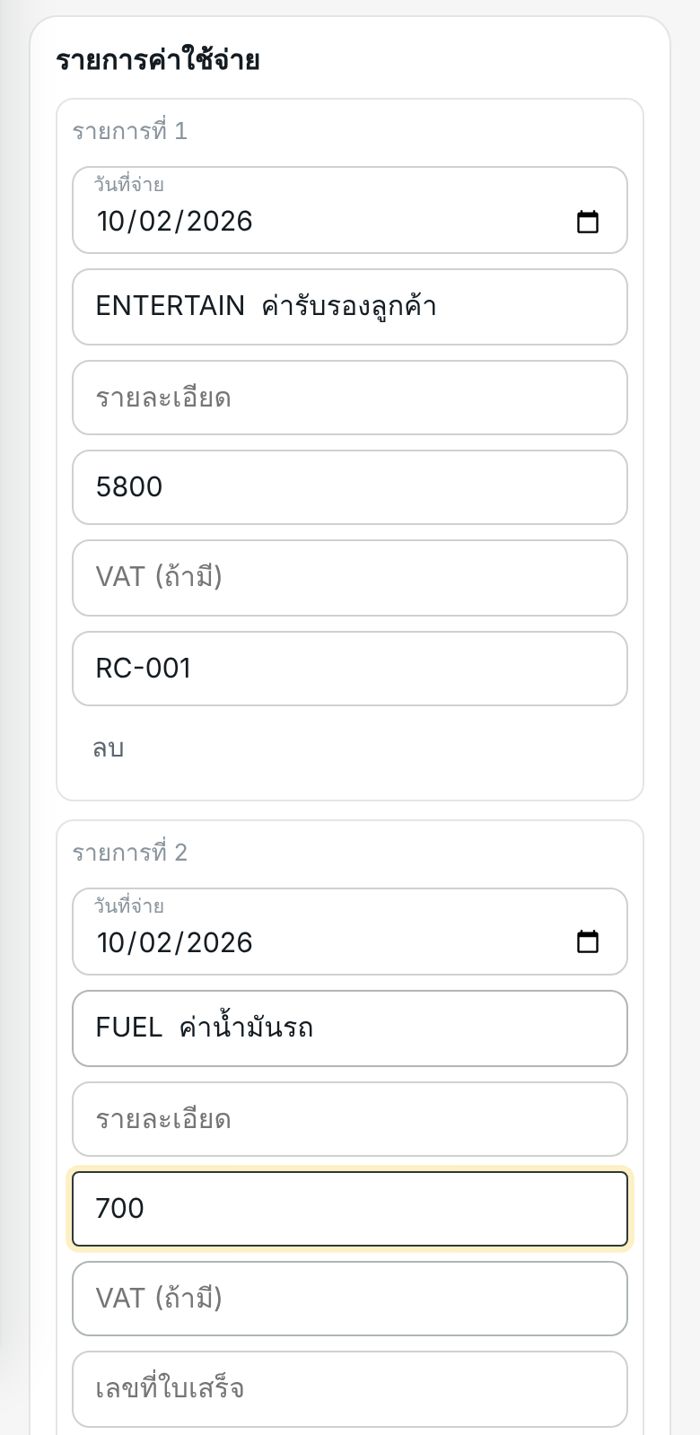 รายการค่าใช้จ่าย
รายการที่ 1
วันที่จ่าย
10/02/2026
ENTERTAIN ค่ารับรองลูกค้า
รายละเอียด
5800
VAT (ถ้ามี)
RC-001
ลบ
รายการที่ 2
วันที่จ่าย
10/02/2026
FUEL ค่าน้ำมันรถ
รายละเอียด
700
VAT (ถ้ามี)
เลขที่ใบเสร็จ